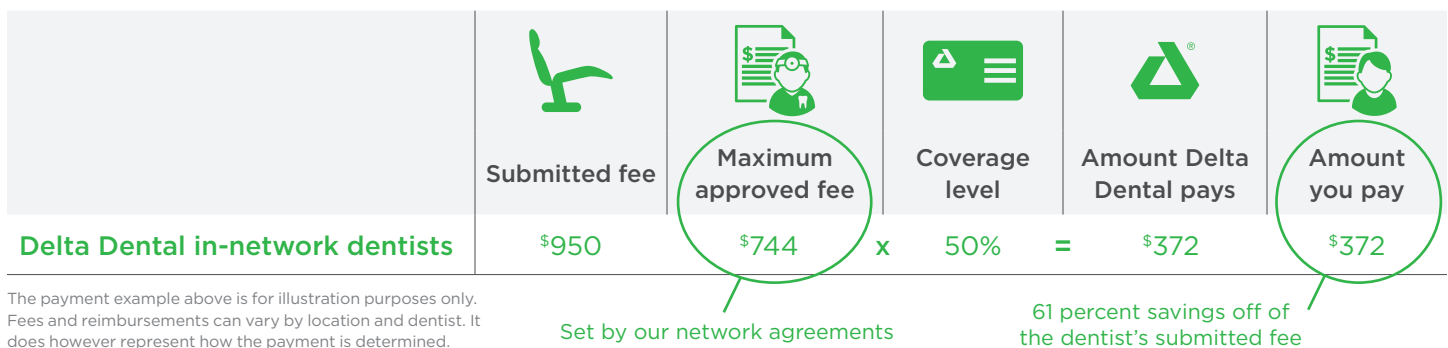 Submitted fee
Maximum
approved fee
Coverage
level
Amount Delta
Dental pays
Amount
you pay
Delta Dental in-network dentists $950 $744 x 50% = $372 $372
The payment example above is for illustration purposes only.
Fees and reimbursements can vary by location and dentist. It
does however represent how the payment is determined.
Set by our network agreements
61 percent savings off of
the dentist's submitted fee